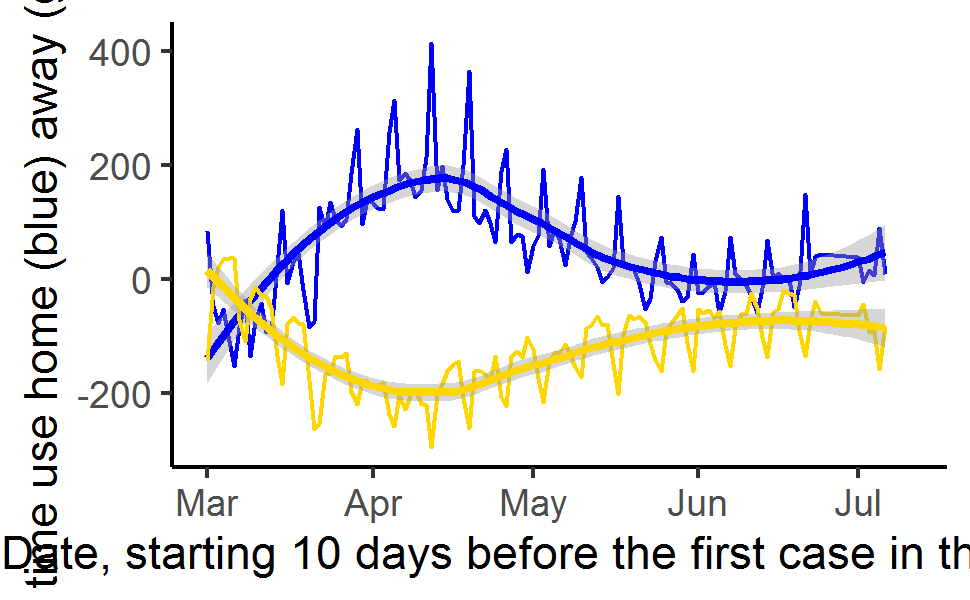 time use home (blue) away (
400
200
0
-200
Mar Apr May Jun Jul
Date, starting 10 days before the first case in th